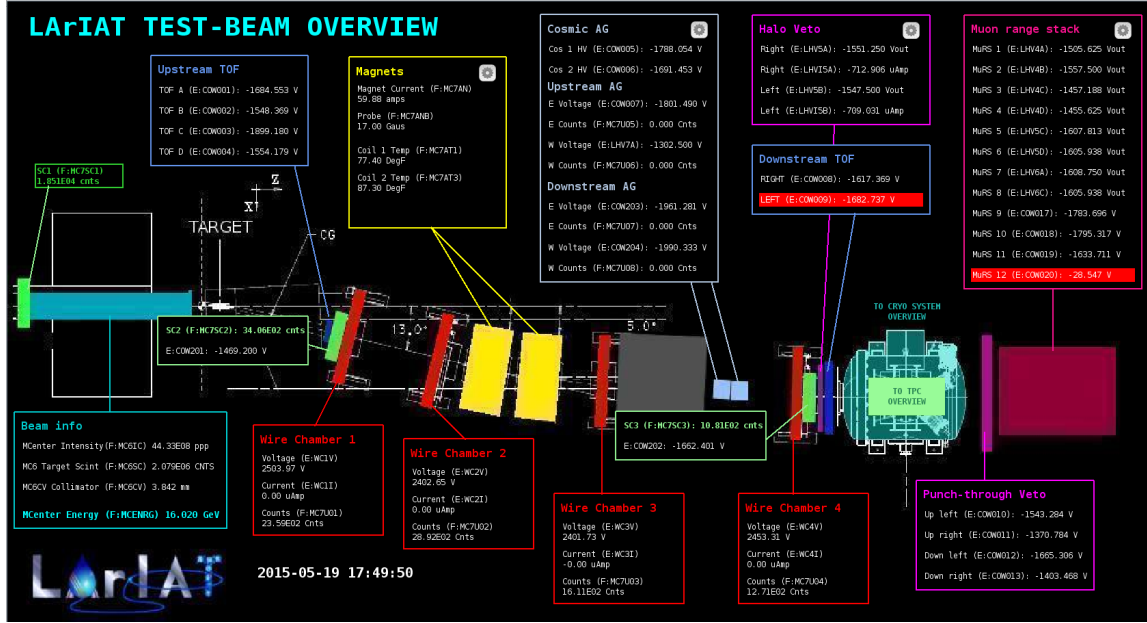 LArIAT TEST-BEAM OVERVIEW
Upstream TOF
TOF A (E:COW001): -1684.553 V
TOF B (E:COW002): -1548.369 V
TOF C (E:COW003): -1899.180 V
TOF D (E:COW004): -1554.179 V
Magnets
Magnet Current (F:MC7AN)
59.88 amps
Probe (F:MC7ANB)
17.00 Gaus
Coil 1 Temp (F:MC7AT1)
77.40 DegF
Coil 2 Temp (F:MC7AT3)
87.30 DegF
Cosmic AG
Cos 1 HV (E:COW005): -1788.054 V
Cos 2 HV (E:COW006): -1691.453 V
Upstream AG
E Voltage (E:COW007): -1801.490 V
E Counts (F:MC7U05): 0.000 Cnts
W Voltage (E:LHV7A): -1302.500 V
W Counts (F:MC7U06): 0.000 Cnts
Downstream AG
E Voltage (E:COW203): -1961.281 V
E Counts (F:MC7U07): 0.000 Cnts
W Voltage (E:COW204): -1990.333 V
W Counts (F:MC7U08): 0.000 Cnts
Halo Veto
Right (E:LHV5A): -1551.250 Vout
Right (E:LHVI5A): -712.906 uAmp
Left (E:LHV5B): -1547.500 Vout
Left (E:LHVI5B): -709.031 uAmp
Downstream TOF
RIGHT (E:COW008): -1617.369 V
LEFT (E:COW009): -1682.737 V
Muon range stack
MuRS 1 (E:LHV4A): -1505.625 Vout
MuRS 2 (E:LHV4B): -1557.500 Vout
MuRS 3 (E:LHV4C): -1457.188 Vout
MuRS 4 (E:LHV4D): -1455.625 Vout
MuRS 5 (E:LHV5C): -1607.813 Vout
MuRS 6 (E:LHV5D): -1605.938 Vout
MuRS 7 (E:LHV6A): -1608.750 Vout
MuRS 8 (E:LHV6C): -1605.938 Vout
MuRS 9 (E:COW017): -1783.696 V
MuRS 10 (E:COW018): -1795.317 V
MuRS 11 (E:COW019): -1633.711 V
MuRS 12 (E:COW020): -28.547 V
SC1 (F:MC7SC1)
1.851E04 cnts
Z
X
TARGET
CG
13.0°
5.0°
SC2 (F:MC7SC2): 34.06E02 cnts
E:COW201: -1469.200 V
TO CRYO SYSTEM
OVERVIEW
TO TPC
OVERVIEW
SC3 (F:MC7SC3): 10.81E02 cnts
E:COW202: -1662.401 V
Beam info
MCenter Intensity(F:MC6IC) 44.33E08 ppp
MC6 Target Scint (F:MC6SC) 2.079E06 CNTS
MC6CV Collimator (F:MC6CV) 3.842 mm
MCenter Energy (F:MCENRG) 16.020 GeV
Wire Chamber 1
Voltage (E:WC1V)
2503.97 V
Current (E:WC1I)
0.00 uAmp
Counts (F:MC7U01)
23.59E02 Cnts
Wire Chamber 2
Voltage (E:WC2V)
2402.65 V
Current (E:WC2I)
0.00 uAmp
Counts (F:MC7U02)
28.92E02 Cnts
Wire Chamber 3
Voltage (E:WC3V)
2401.73 V
Current (E:WC3I)
-0.00 uAmp
Counts (F:MC7U03)
16.11E02 Cnts
Wire Chamber 4
Voltage (E:WC4V)
2453.31 V
Current (E:WC4I)
0.00 uAmp
Counts (F:MC7U04)
12.71E02 Cnts
Punch-through Veto
Up left (E:COW010): -1543.284 V
Up right (E:COW011): -1370.784 V
Down left (E:COW012): -1665.306 V
Down right (E:COW013): -1403.468 V
LArIAT
2015-05-19 17:49:50